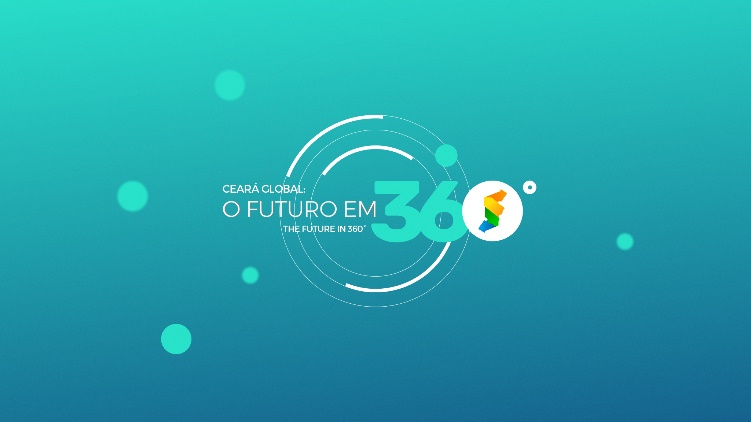 CEARÁ GLOBAL:
O FUTURO EM 360°
THE FUTURE IN 360°